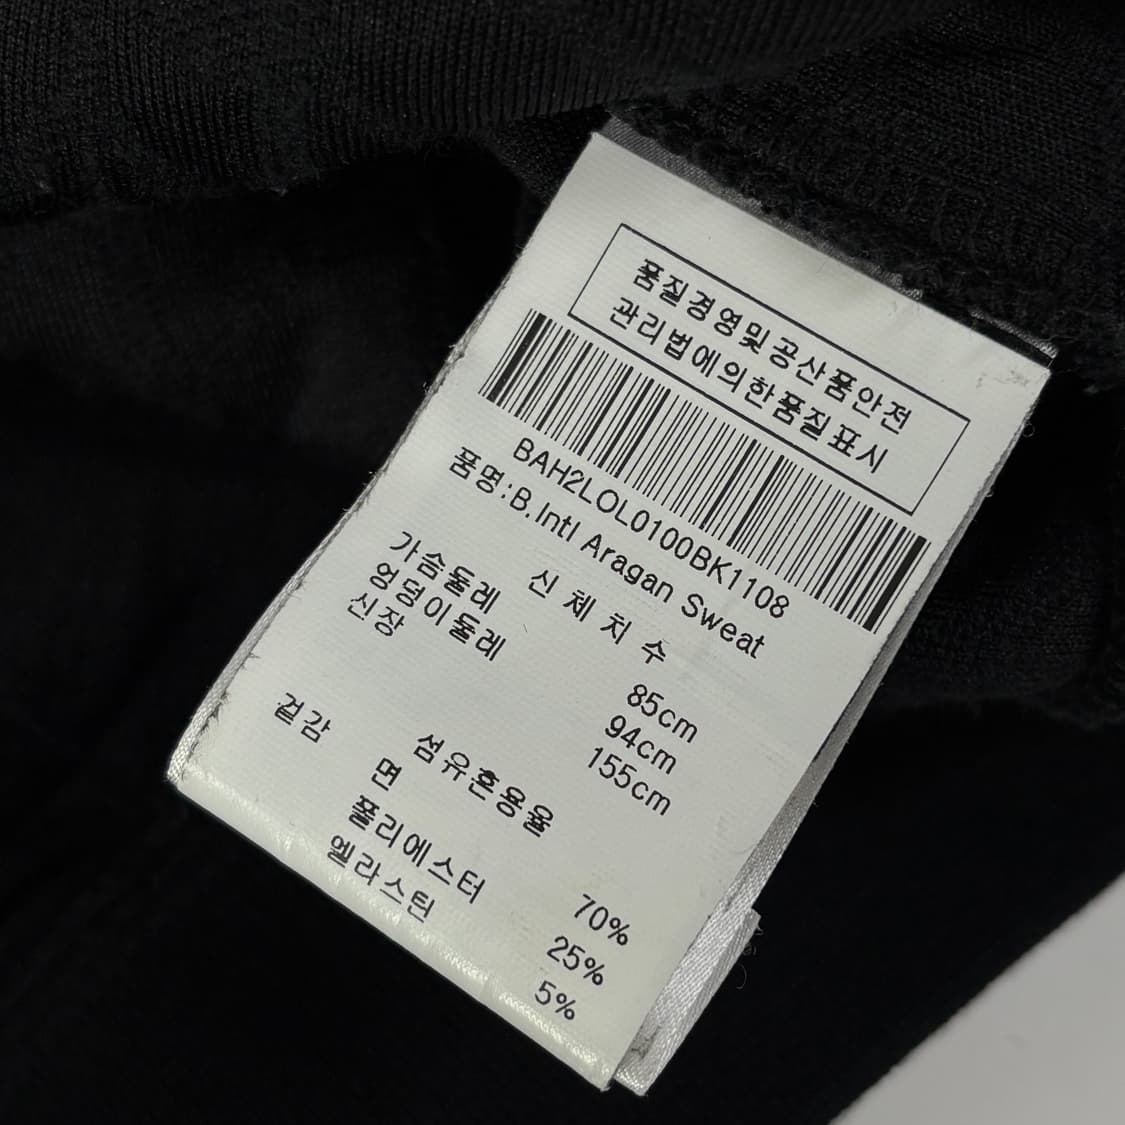 품질경영및공산품안전
관리법에의한품질표시
BAH2LOL0100BK1108
품명:B.Intl Aragan Sweat
신 체 치 수
가슴둘레 85cm
엉덩이둘레 94cm
신장 155cm
섬유혼용율
겉감 면 70%
폴리에스터 25%
엘라스틴 5%